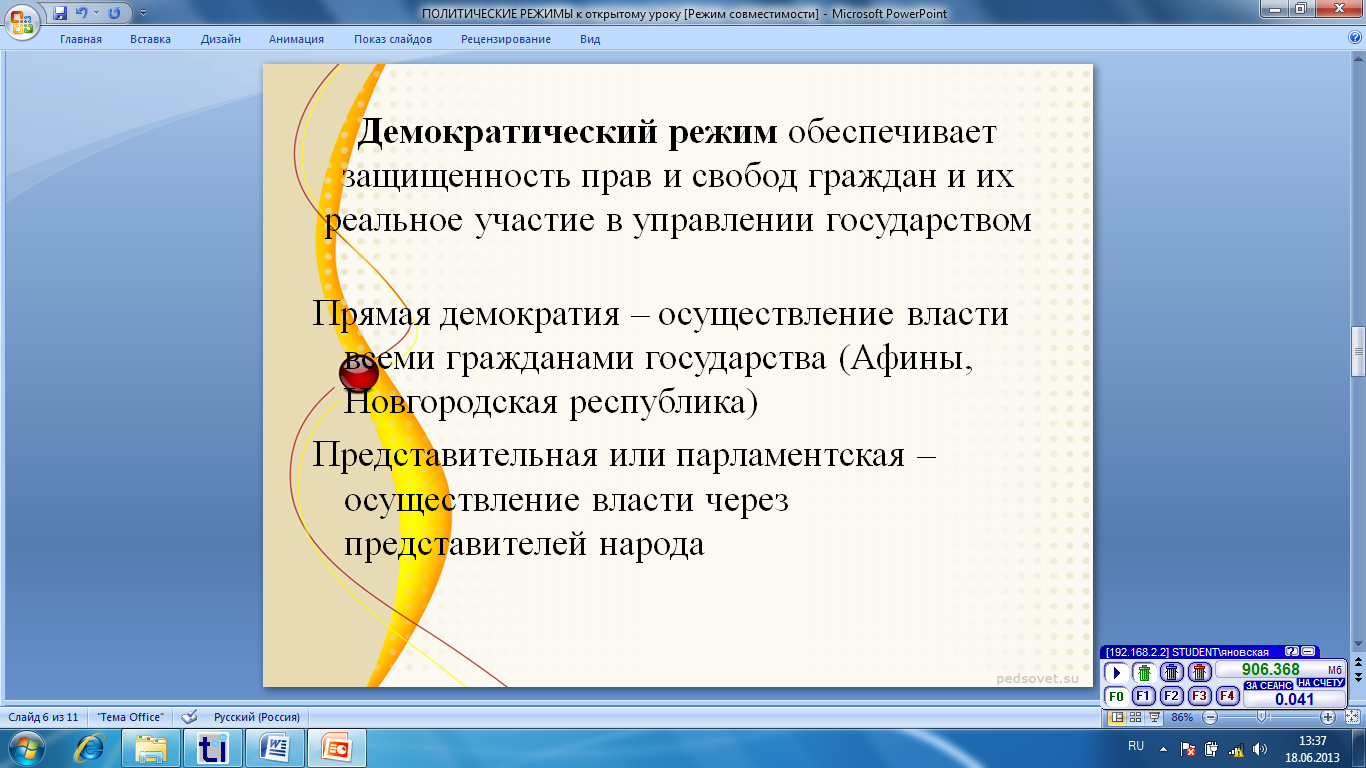 ПОЛИТИЧЕСКИЕ РЕЖИМЫ к открытому уроку [Режим совместимости] - Microsoft PowerPoint
Главная Вставка Дизайн Анимация Показ слайдов Рецензирование Вид
Демократический режим обеспечивает
защищенность прав и свобод граждан и их
реальное участие в управлении государством
Прямая демократия – осуществление власти
всеми гражданами государства (Афины,
Новгородская республика)
Представительная или парламентская –
осуществление власти через
представителей народа
pedsovet.su
[192.168.2.2] STUDENT\яновская
906.368 Мб
ЗА СЕАНС НА СЧЕТУ
F0 F1 F2 F3 F4 0.041
Слайд 6 из 11 "Тема Office" Русский (Россия) 86%
RU 13:37
18.06.2013